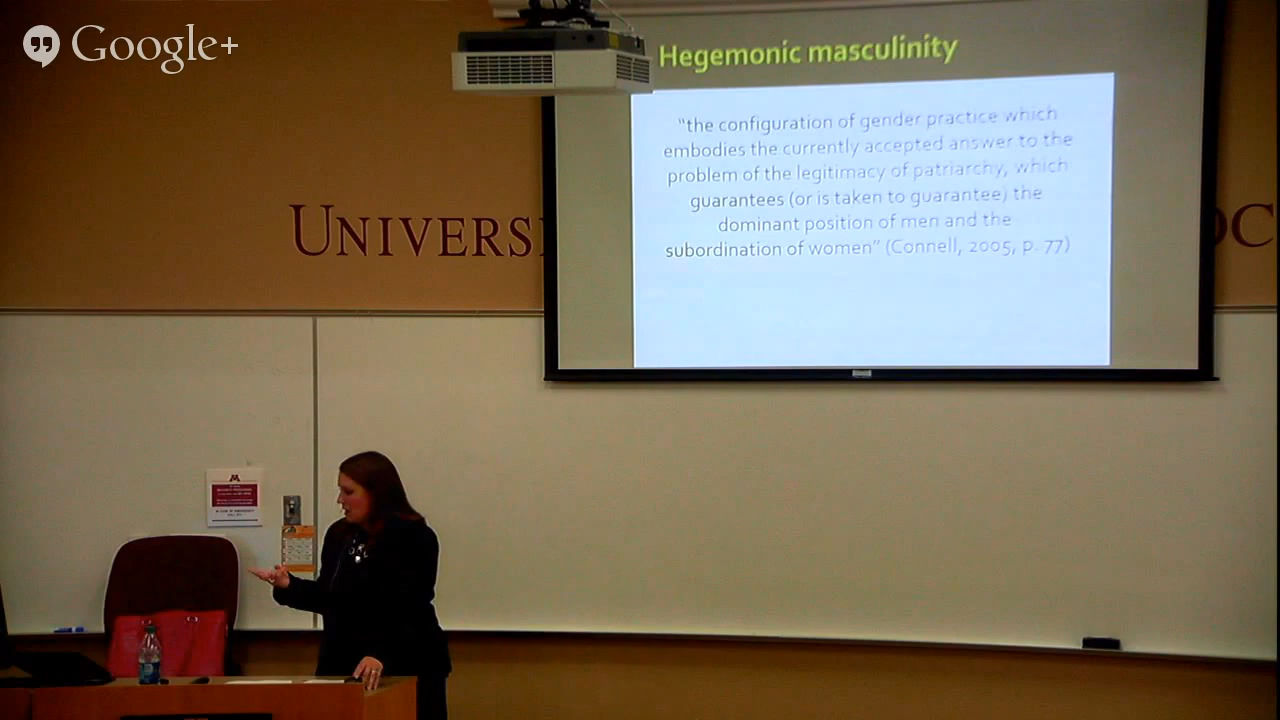 Google+
Hegemonic masculinity
"the configuration of gender practice which
embodies the currently accepted answer to the
problem of the legitimacy of patriarchy, which
guarantees (or is taken to guarantee) the
dominant position of men and the
subordination of women" (Connell, 2005, p. 77)
UNIVERSI
OC
M